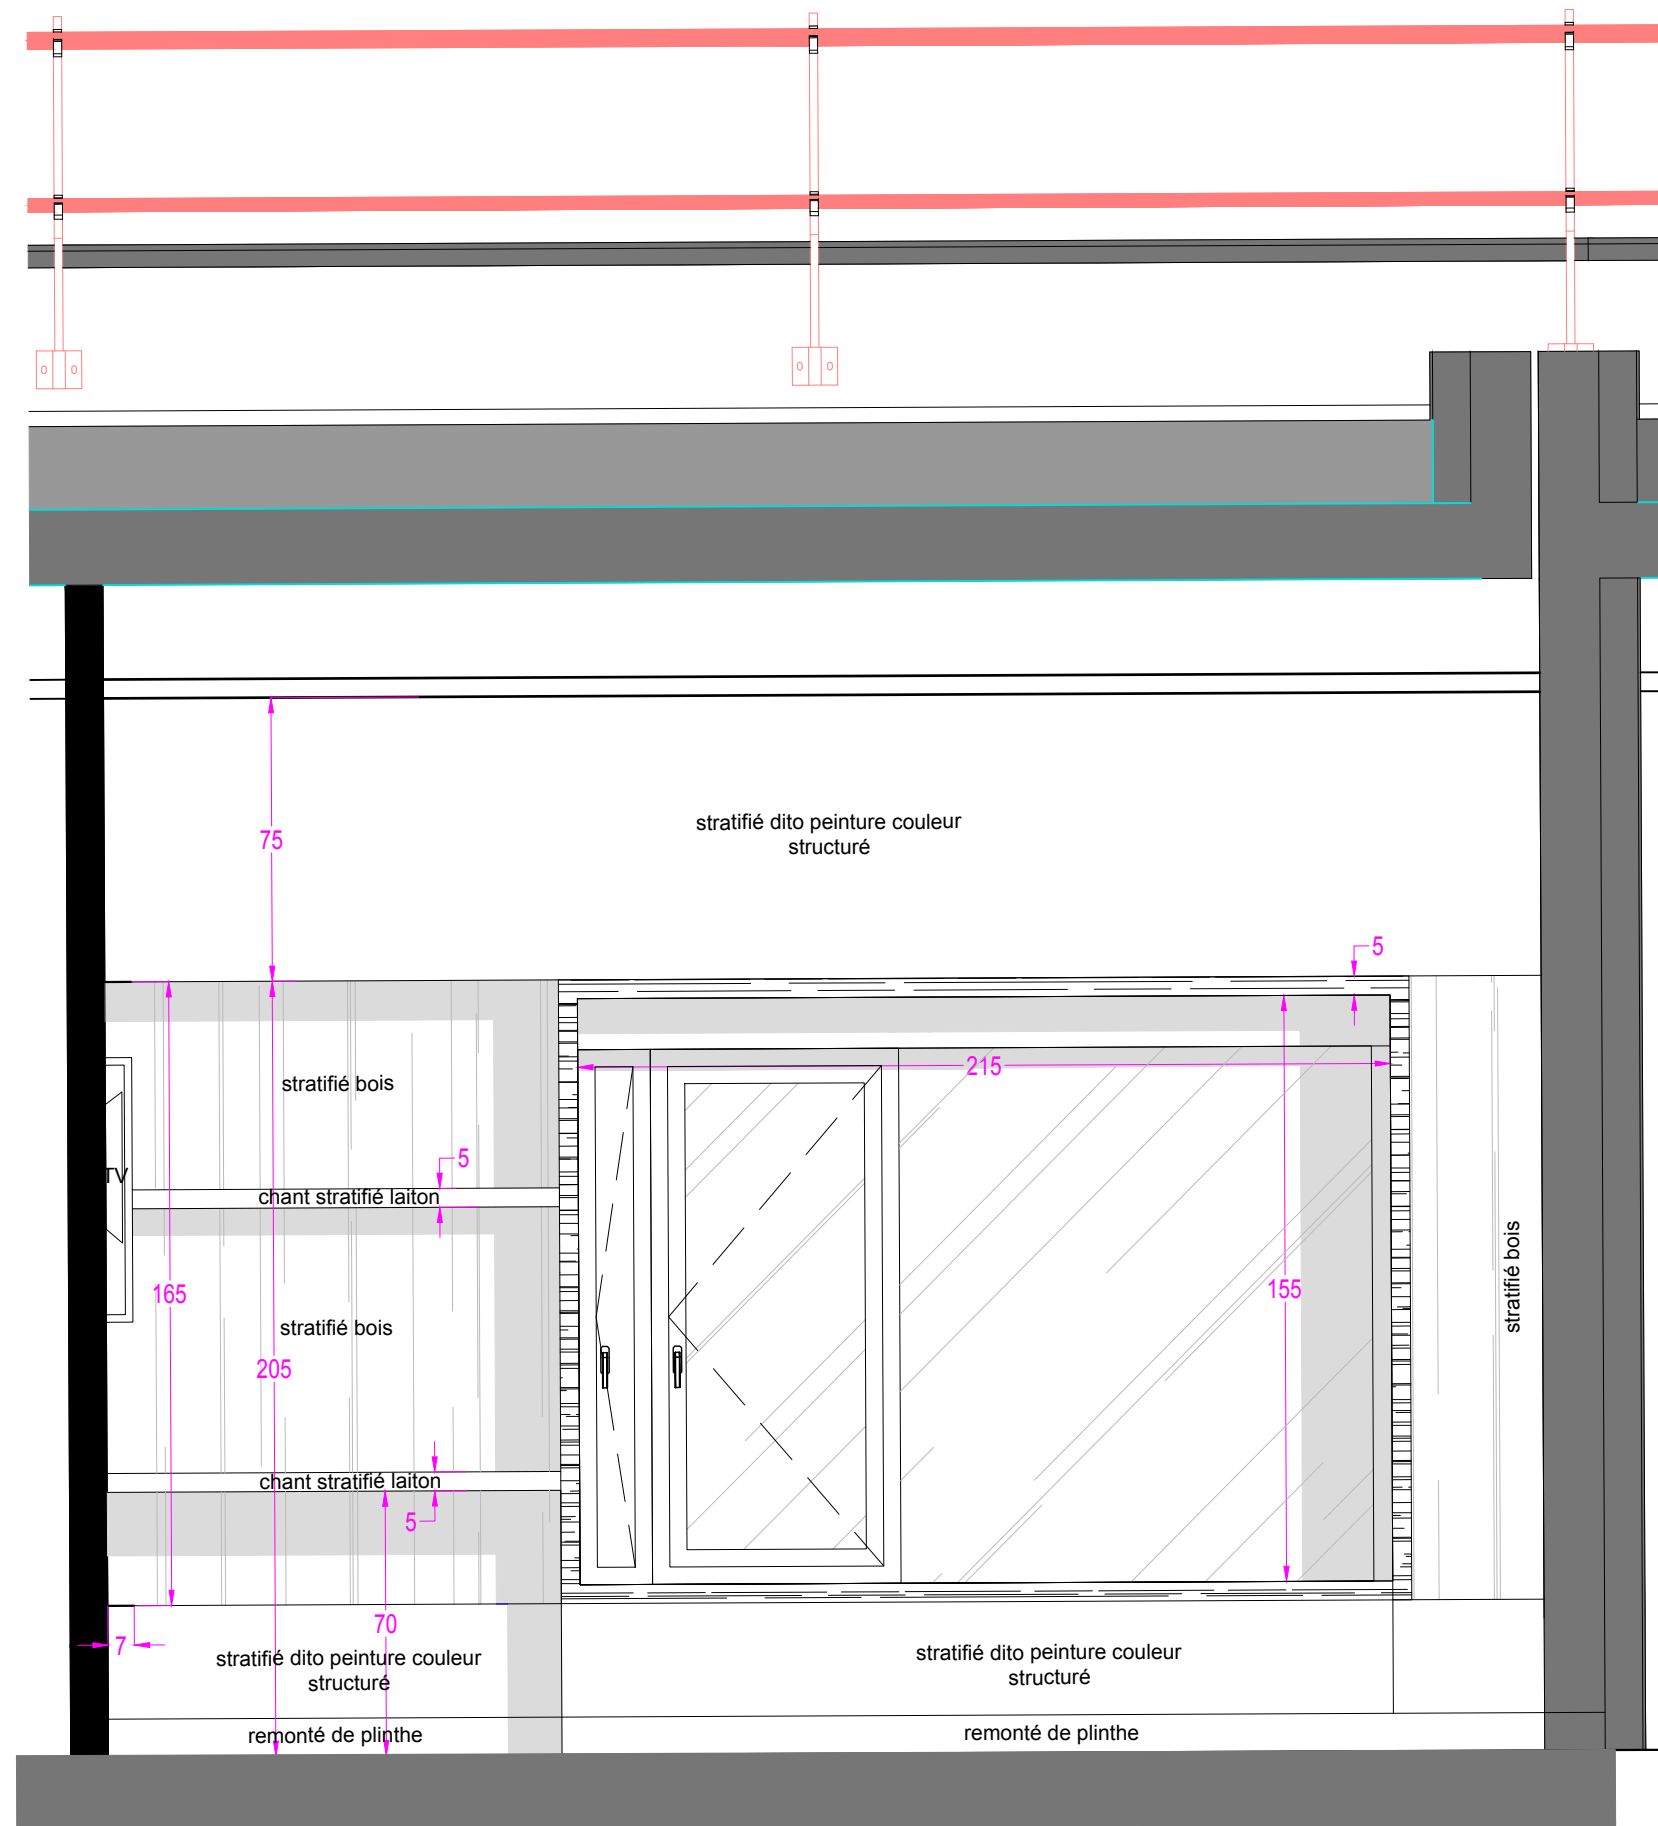 75
stratifié dito peinture couleur
structuré
5
215
stratifié bois
5
TV
chant stratifié laiton
165
155
stratifié bois
stratifié bois
205
chant stratifié laiton
5
70
7
stratifié dito peinture couleur
structuré
stratifié dito peinture couleur
structuré
remonté de plinthe
remonté de plinthe